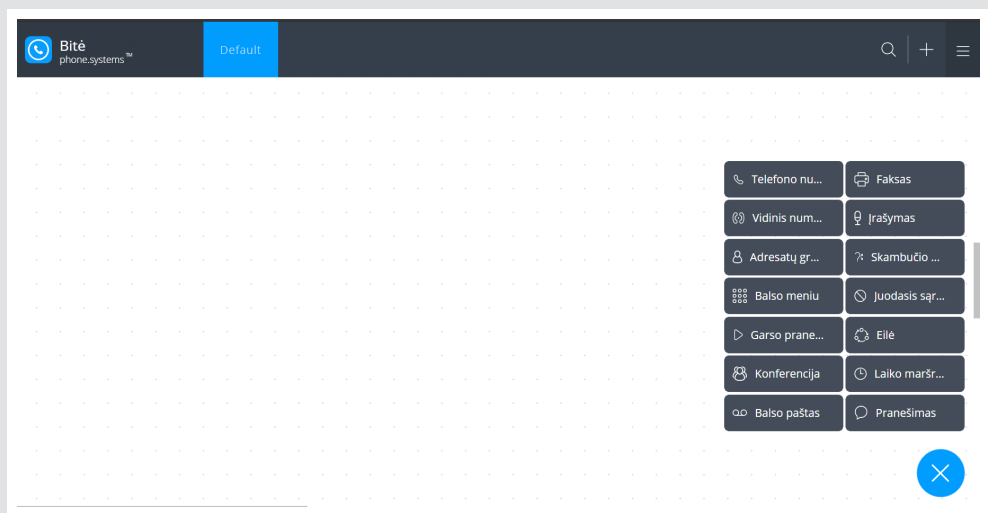 Bitė
phone.systems™
Default
Telefono nu...
Faksas
Vidinis num...
Įrašymas
Adresatų gr...
Skambučio ...
Balso meniu
Juodasis sąr...
Garso prane...
Eilė
Konferencija
Laiko maršr...
Balso paštas
Pranešimas